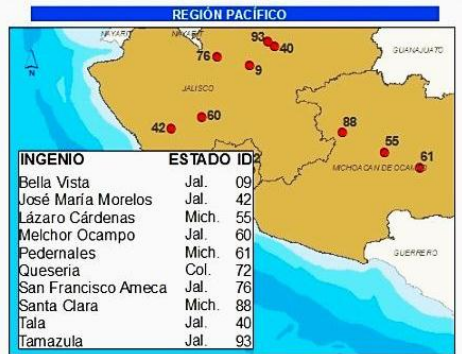 REGIÓN PACÍFICO
NAYARIT NAYARIT
GUANAJUATO
93
40
76
9
JALISCO
60
42
88
55
61
MICHOACAN DE OCAMPO
GUERRERO
N
INGENIO ESTADO ID2
Bella Vista Jal. 09
José María Morelos Jal. 42
Lázaro Cárdenas Mich. 55
Melchor Ocampo Jal. 60
Pedernales Mich. 61
Queseria Col. 72
San Francisco Ameca Jal. 76
Santa Clara Mich. 88
Tala Jal. 40
Tamazula Jal. 93